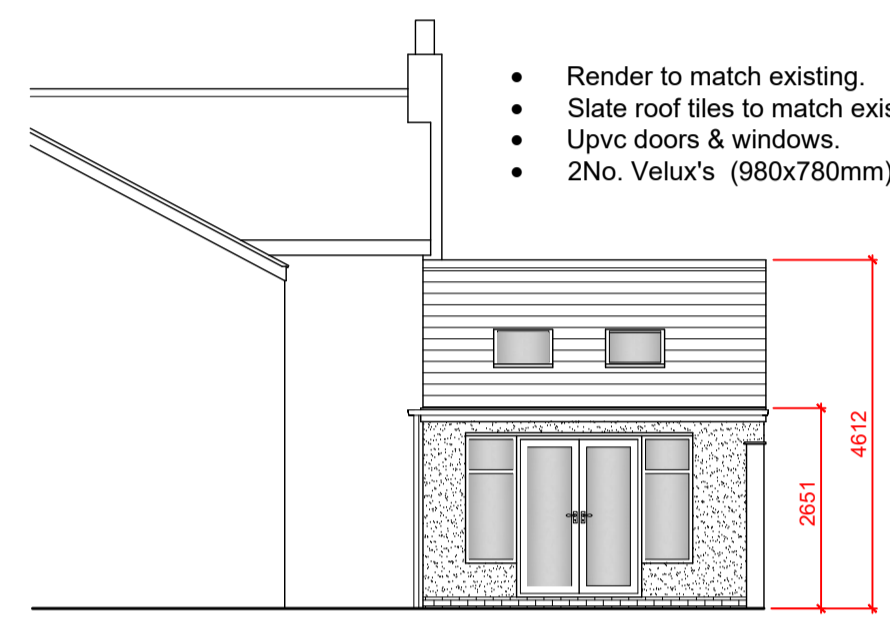 • Render to match existing.
• Slate roof tiles to match exis
• Upvc doors & windows.
• 2No. Velux's (980x780mm)
4612
2651